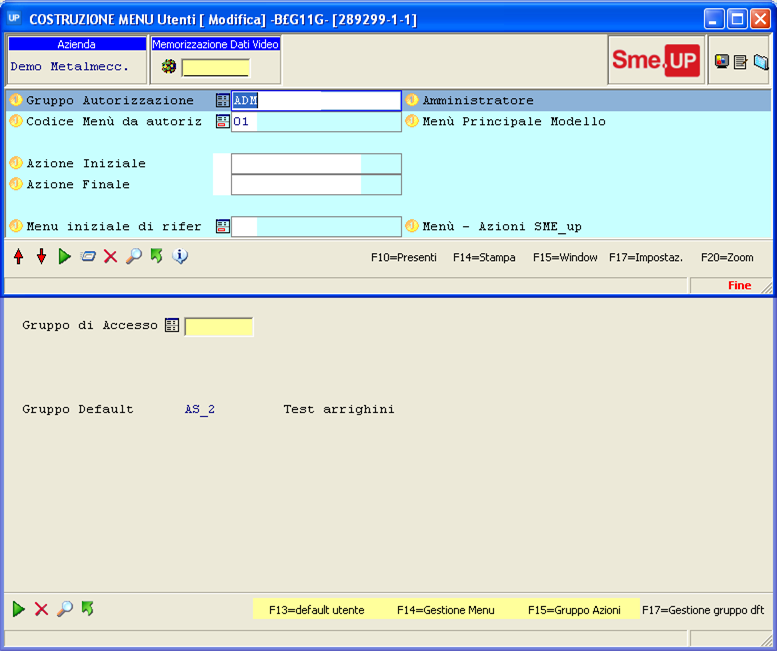 UP COSTRUZIONE MENU Utenti [ Modifica] -B£G11G- [289299-1-1]
Azienda Memorizzazione Dati Video
Demo Metalmecc.
Sme.UP
Gruppo Autorizzazione ADM Amministratore
Codice Menù da autoriz 01 Menù Principale Modello
Azione Iniziale
Azione Finale
Menu iniziale di rifer Menù - Azioni SME_up
F10=Presenti F14=Stampa F15=Window F17=Impostaz. F20=Zoom
Fine
Gruppo di Accesso
Gruppo Default AS_2 Test arrighini
F13=default utente F14=Gestione Menu F15=Gruppo Azioni F17=Gestione gruppo dft